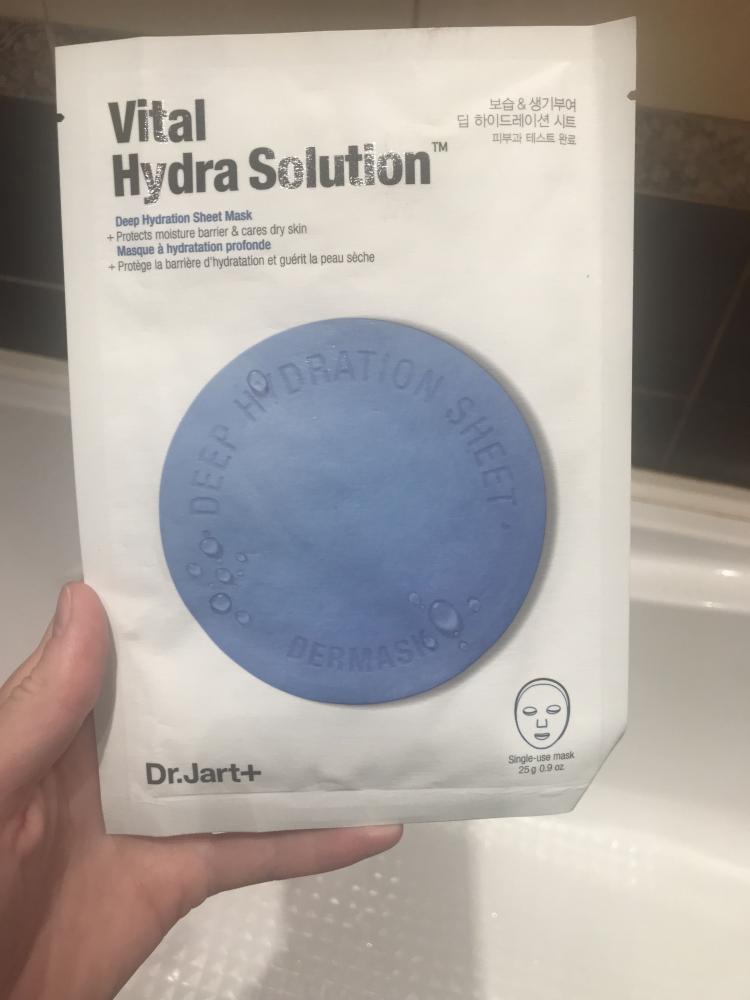 Vital
Hydra Solution™
보습 & 생기부여
딥 하이드레이션 시트
피부과 테스트 완료
Deep Hydration Sheet Mask
+ Protects moisture barrier & cares dry skin
Masque à hydratation profonde
+ Protège la barrière d'hydratation et guérit la peau sèche
DEEP HYDRATION SHEET.
DERMASK
Single-use mask
25 g 0.9 oz.
Dr.Jart+